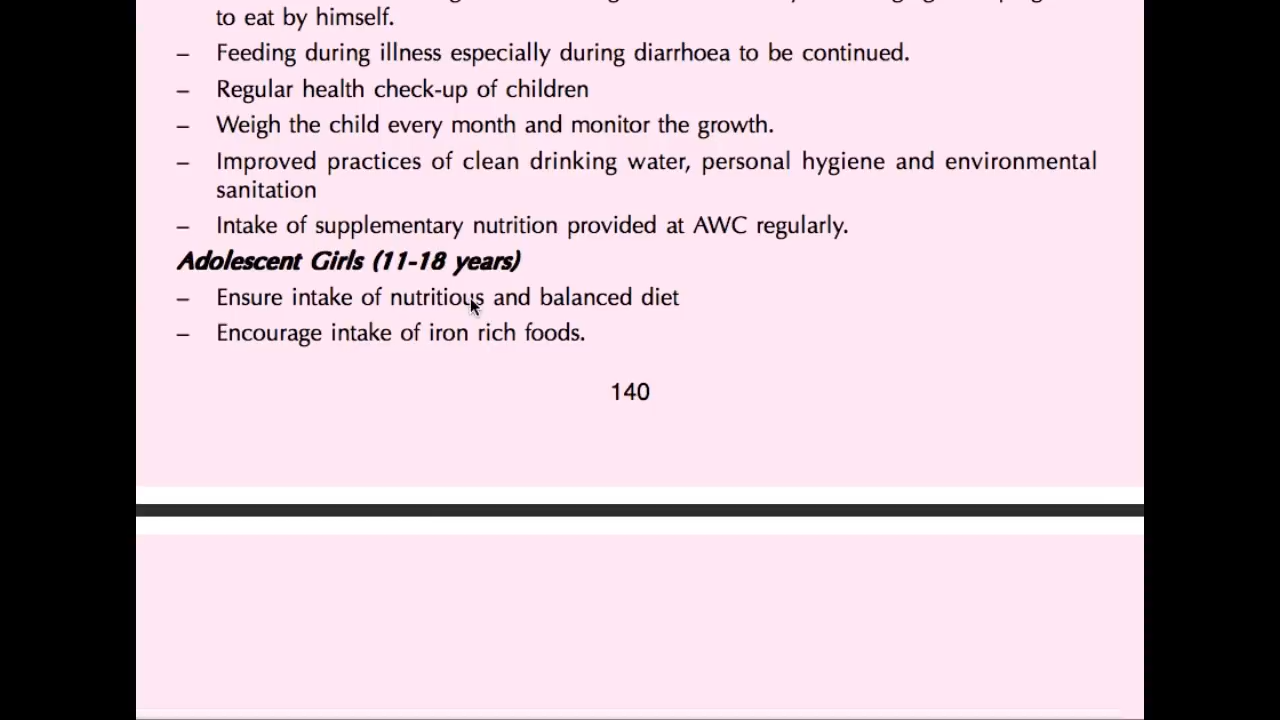 to eat by himself.
– Feeding during illness especially during diarrhoea to be continued.
– Regular health check-up of children
– Weigh the child every month and monitor the growth.
– Improved practices of clean drinking water, personal hygiene and environmental
sanitation
– Intake of supplementary nutrition provided at AWC regularly.
Adolescent Girls (11-18 years)
– Ensure intake of nutritious and balanced diet
– Encourage intake of iron rich foods.
140